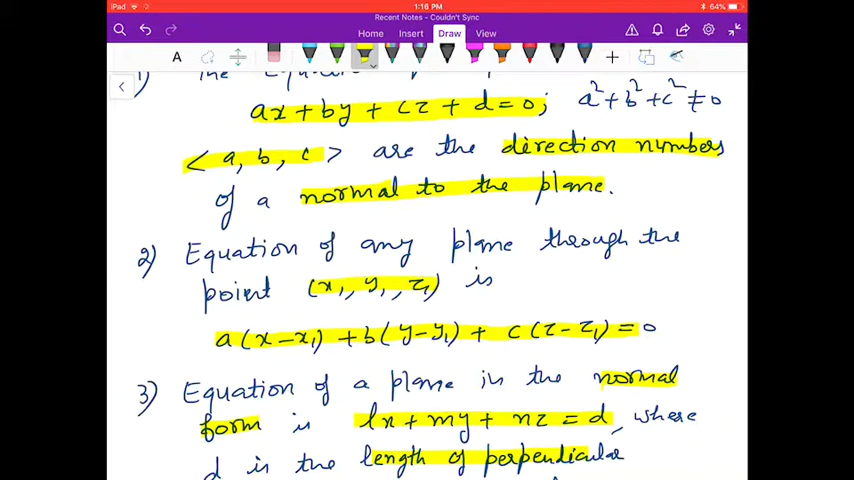 iPad
1:16 PM
64%
Recent Notes - Couldn't Sync
Home Insert Draw View
1) The Equation
ax + by + cz + d = 0; a² + b² + c² ≠ 0
< a, b, c > are the direction numbers
of a normal to the plane.
2) Equation of any plane through the
point (x₁, y₁, z₁) is
a(x-x₁) + b(y-y₁) + c(z-z₁) = 0
3) Equation of a plane in the normal
form is lx + my + nz = d, where
d is the length of perpendicular